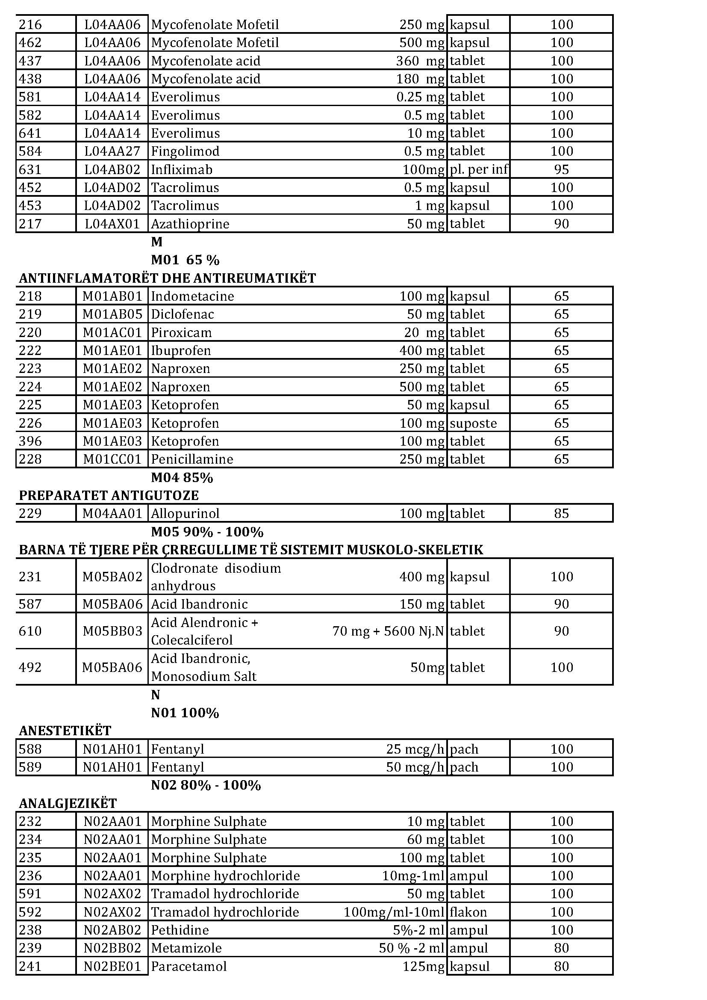 216 L04AA06 Mycofenolate Mofetil 250 mg kapsul 100
462 L04AA06 Mycofenolate Mofetil 500 mg kapsul 100
437 L04AA06 Mycofenolate acid 360 mg tablet 100
438 L04AA06 Mycofenolate acid 180 mg tablet 100
581 L04AA14 Everolimus 0.25 mg tablet 100
582 L04AA14 Everolimus 0.5 mg tablet 100
641 L04AA14 Everolimus 10 mg tablet 100
584 L04AA27 Fingolimod 0.5 mg tablet 100
631 L04AB02 Infliximab 100mg pl. per inf 95
452 L04AD02 Tacrolimus 0.5 mg kapsul 100
453 L04AD02 Tacrolimus 1 mg kapsul 100
217 L04AX01 Azathioprine 50 mg tablet 90
M
M01 65 %
ANTIINFLAMATORËT DHE ANTIREUMATIKËT
218 M01AB01 Indometacine 100 mg kapsul 65
219 M01AB05 Diclofenac 50 mg tablet 65
220 M01AC01 Piroxicam 20 mg tablet 65
222 M01AE01 Ibuprofen 400 mg tablet 65
223 M01AE02 Naproxen 250 mg tablet 65
224 M01AE02 Naproxen 500 mg tablet 65
225 M01AE03 Ketoprofen 50 mg kapsul 65
226 M01AE03 Ketoprofen 100 mg suposte 65
396 M01AE03 Ketoprofen 100 mg tablet 65
228 M01CC01 Penicillamine 250 mg tablet 65
M04 85%
PREPARATET ANTIGUTOZE
229 M04AA01 Allopurinol 100 mg tablet 85
M05 90% - 100%
BARNA TË TJERE PËR ÇRREGULLIME TË SISTEMIT MUSKOLO-SKELETIK
231 M05BA02 Clodronate disodium
anhydrous 400 mg kapsul 100
587 M05BA06 Acid Ibandronic 150 mg tablet 90
610 M05BB03 Acid Alendronic +
Colecalciferol 70 mg + 5600 Nj.N tablet 90
492 M05BA06 Acid Ibandronic,
Monosodium Salt 50mg tablet 100
N
N01 100%
ANESTETIKËT
588 N01AH01 Fentanyl 25 mcg/h pach 100
589 N01AH01 Fentanyl 50 mcg/h pach 100
N02 80% - 100%
ANALGJEZIKËT
232 N02AA01 Morphine Sulphate 10 mg tablet 100
234 N02AA01 Morphine Sulphate 60 mg tablet 100
235 N02AA01 Morphine Sulphate 100 mg tablet 100
236 N02AA01 Morphine hydrochloride 10mg-1ml ampul 100
591 N02AX02 Tramadol hydrochloride 50 mg tablet 100
592 N02AX02 Tramadol hydrochloride 100mg/ml-10ml flakon 100
238 N02AB02 Pethidine 5%-2 ml ampul 100
239 N02BB02 Metamizole 50 % -2 ml ampul 80
241 N02BE01 Paracetamol 125mg kapsul 80